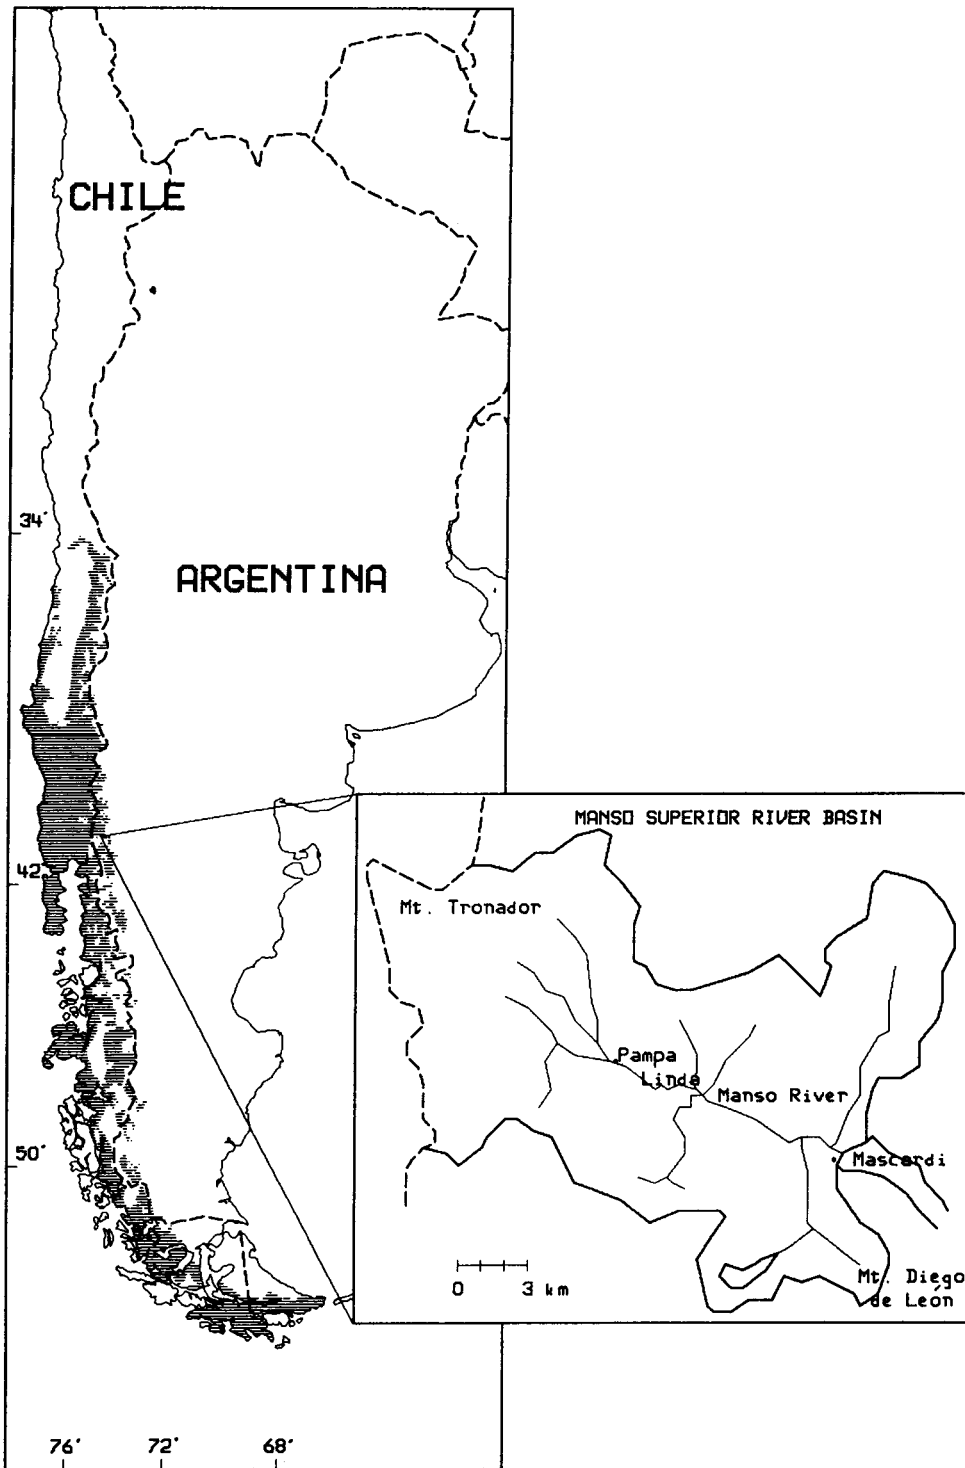 CHILE
34°
ARGENTINA
MANSO SUPERIOR RIVER BASIN
42°
Mt. Tronador
Pampa
Linda
Manso River
50°
Mascardi
Mt. Diego
de León
0 3 km
76° 72° 68°